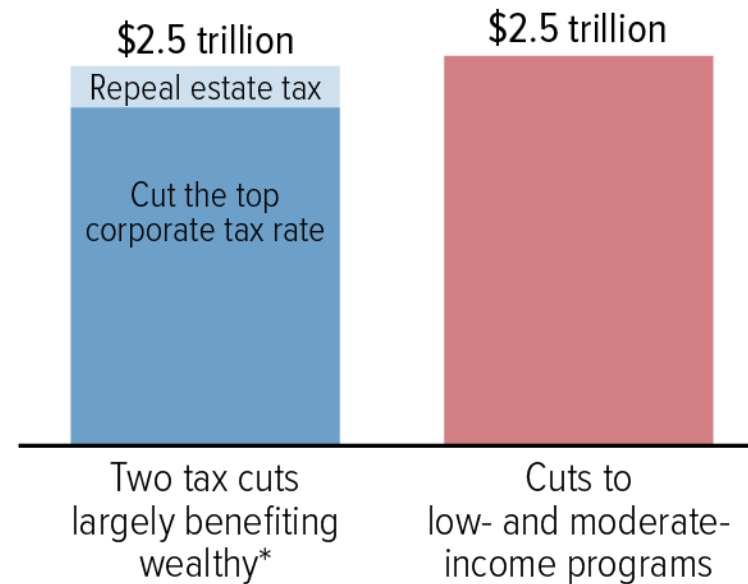 $2.5 trillion
Repeal estate tax
Cut the top
corporate tax rate
Two tax cuts
largely benefiting
wealthy*
$2.5 trillion
Cuts to
low- and moderate-
income programs